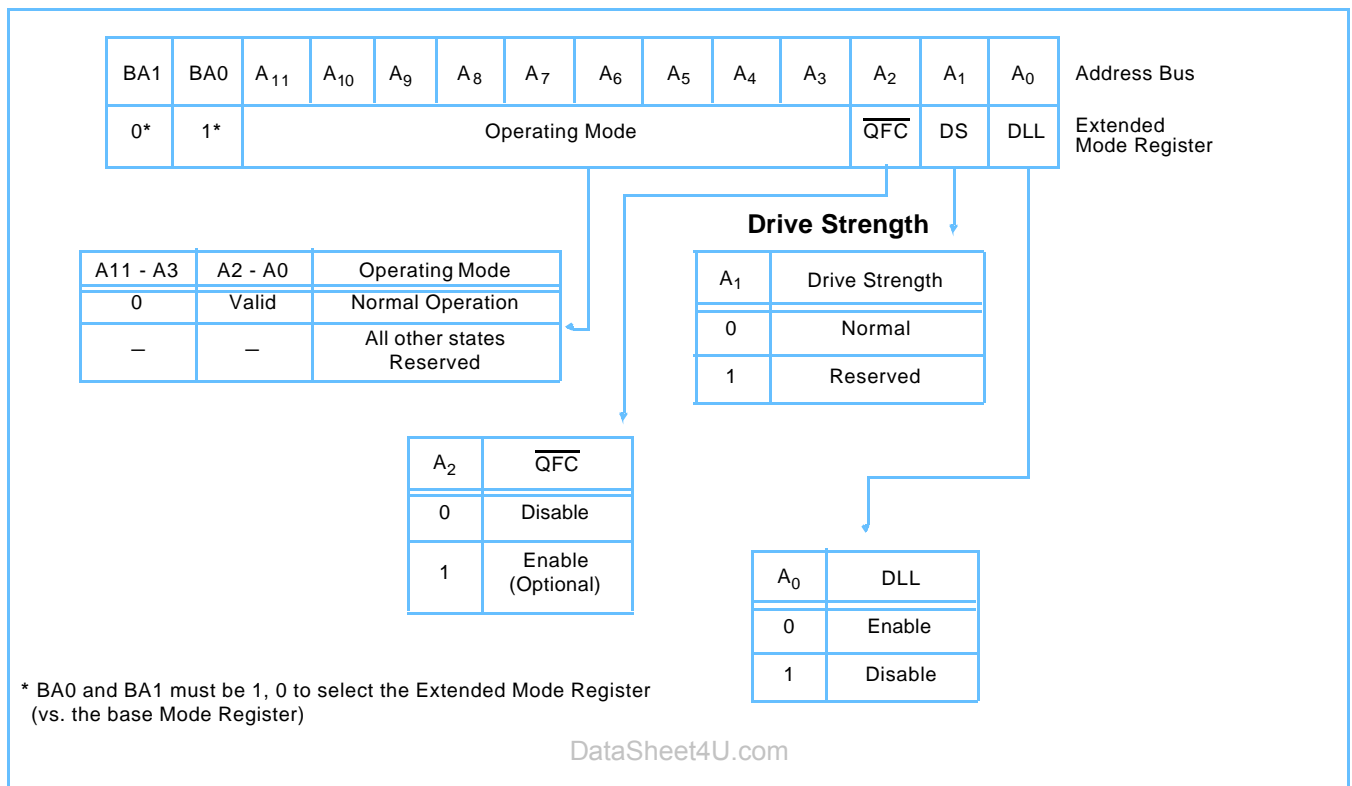 BA1 BA0 A11 A10 A9 A8 A7 A6 A5 A4 A3 A2 A1 A0 Address Bus
0* 1* Operating Mode QFC DS DLL Extended
Mode Register
Drive Strength
A11 - A3 A2 - A0 Operating Mode
0 Valid Normal Operation
– – All other states
Reserved
A1 Drive Strength
0 Normal
1 Reserved
A2 QFC
0 Disable
1 Enable
(Optional)
A0 DLL
0 Enable
1 Disable
* BA0 and BA1 must be 1, 0 to select the Extended Mode Register
(vs. the base Mode Register)
DataSheet4U.com